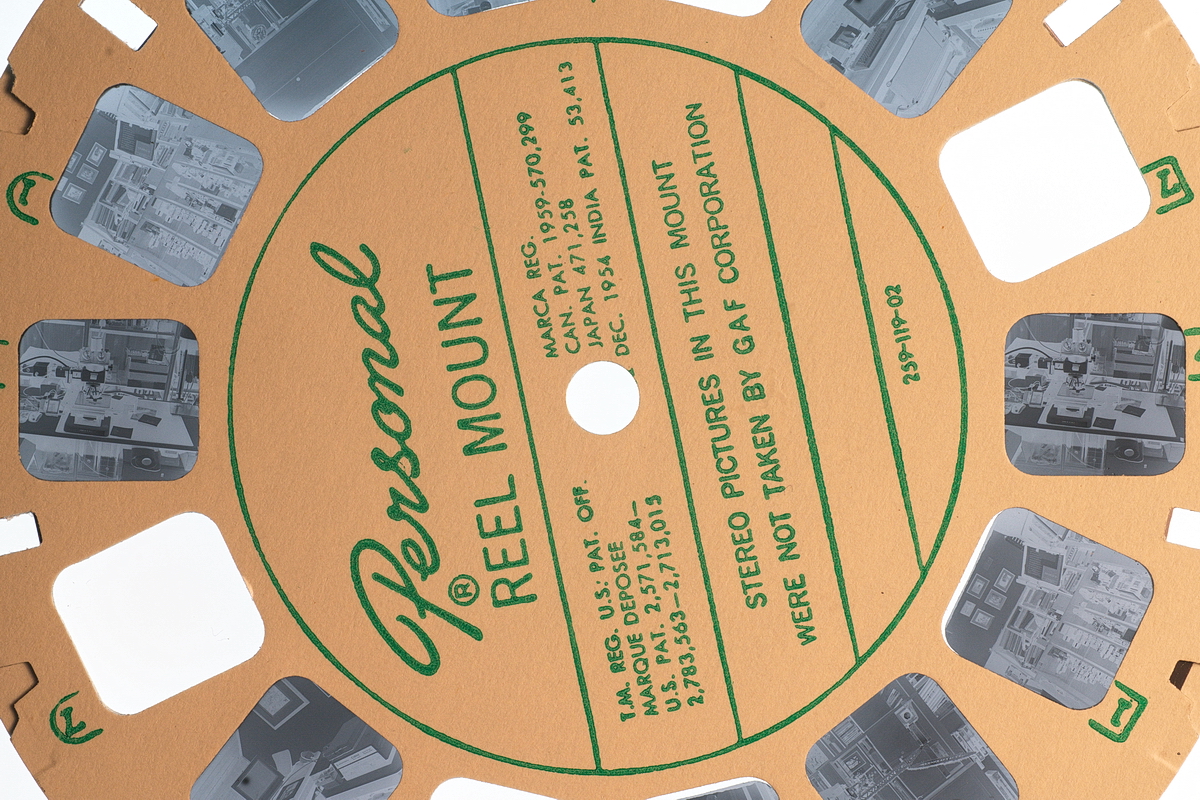 Personal
®
REEL MOUNT
T.M. REG. U.S. PAT. OFF.
MARQUE DEPOSEE
U.S. PAT. 2,571,584—
2,783,563—2,713,015
MARCA REG.
CAN. PAT. 1959-570,299
JAPAN 471,258
DEC. 1954 INDIA PAT. 53,413
STEREO PICTURES IN THIS MOUNT
WERE NOT TAKEN BY GAF CORPORATION
259-119-02